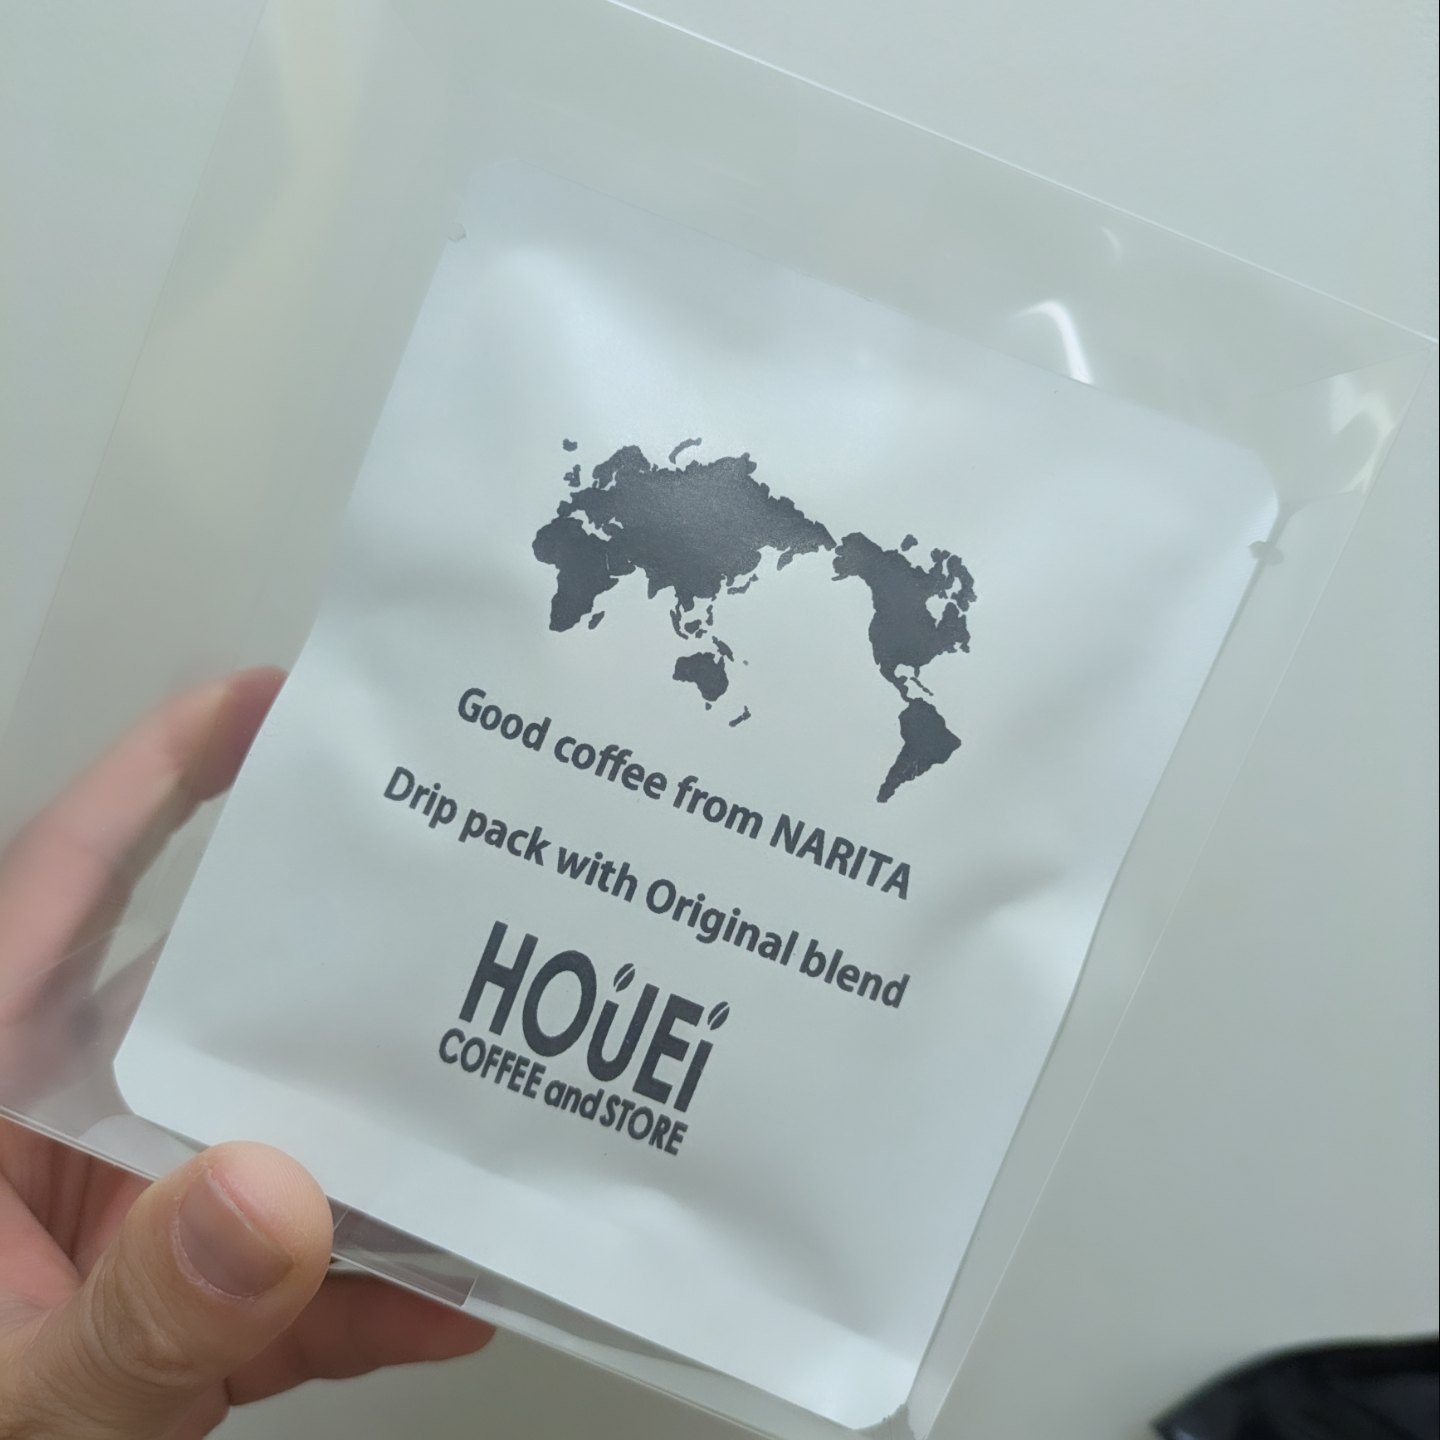 Good coffee from NARITA
Drip pack with Original blend
HOUEi
COFFEE and STORE